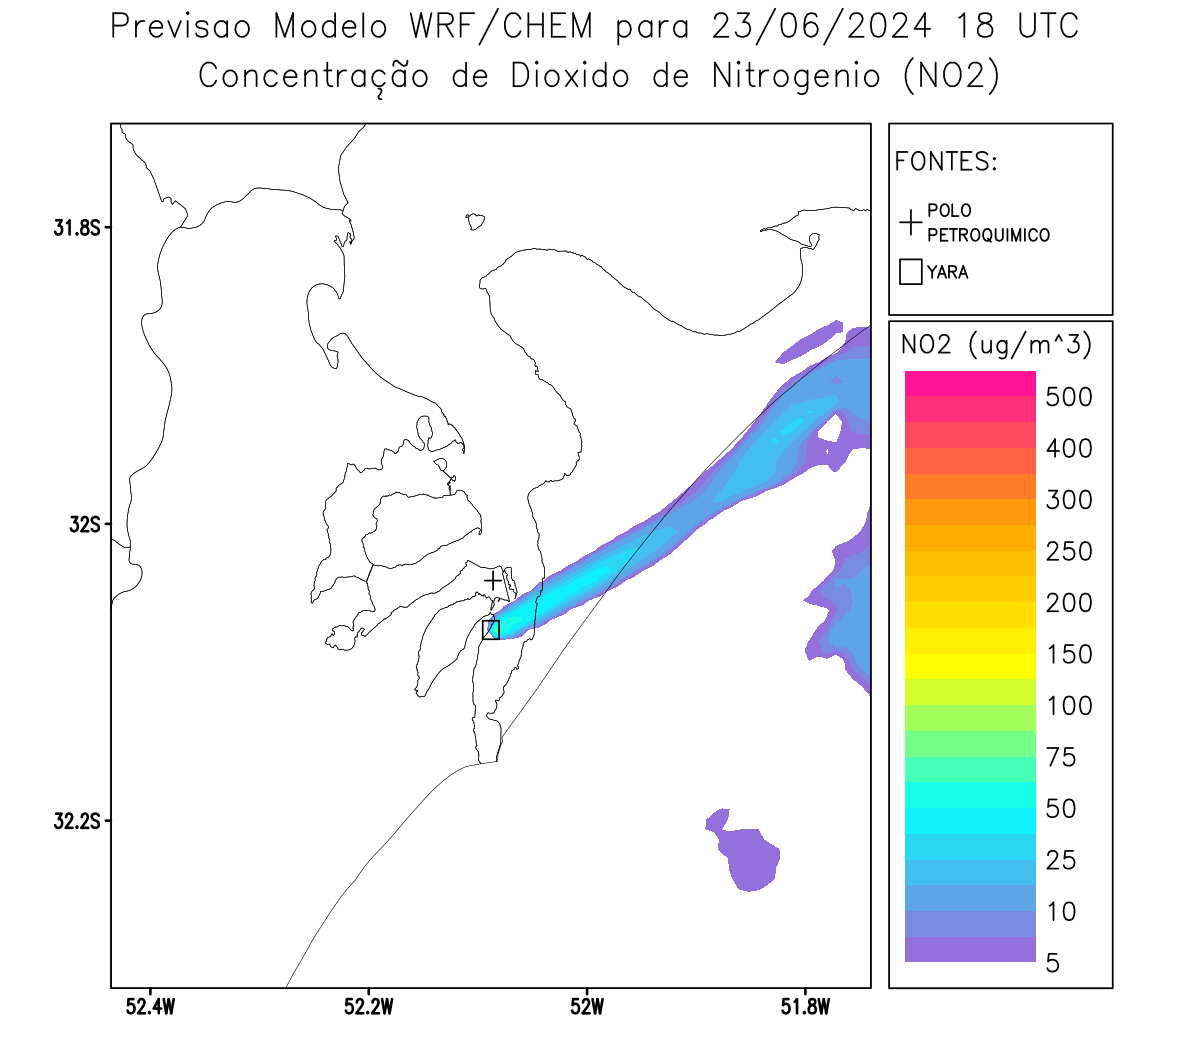 Previsao Modelo WRF/CHEM para 23/06/2024 18 UTC
Concentração de Dioxido de Nitrogenio (NO2)
FONTES:
POLO
PETROQUIMICO
YARA
NO2 (ug/m^3)
500
400
300
250
200
150
100
75
50
25
10
5
31.8S
32S
32.2S
52.4W
52.2W
52W
51.8W